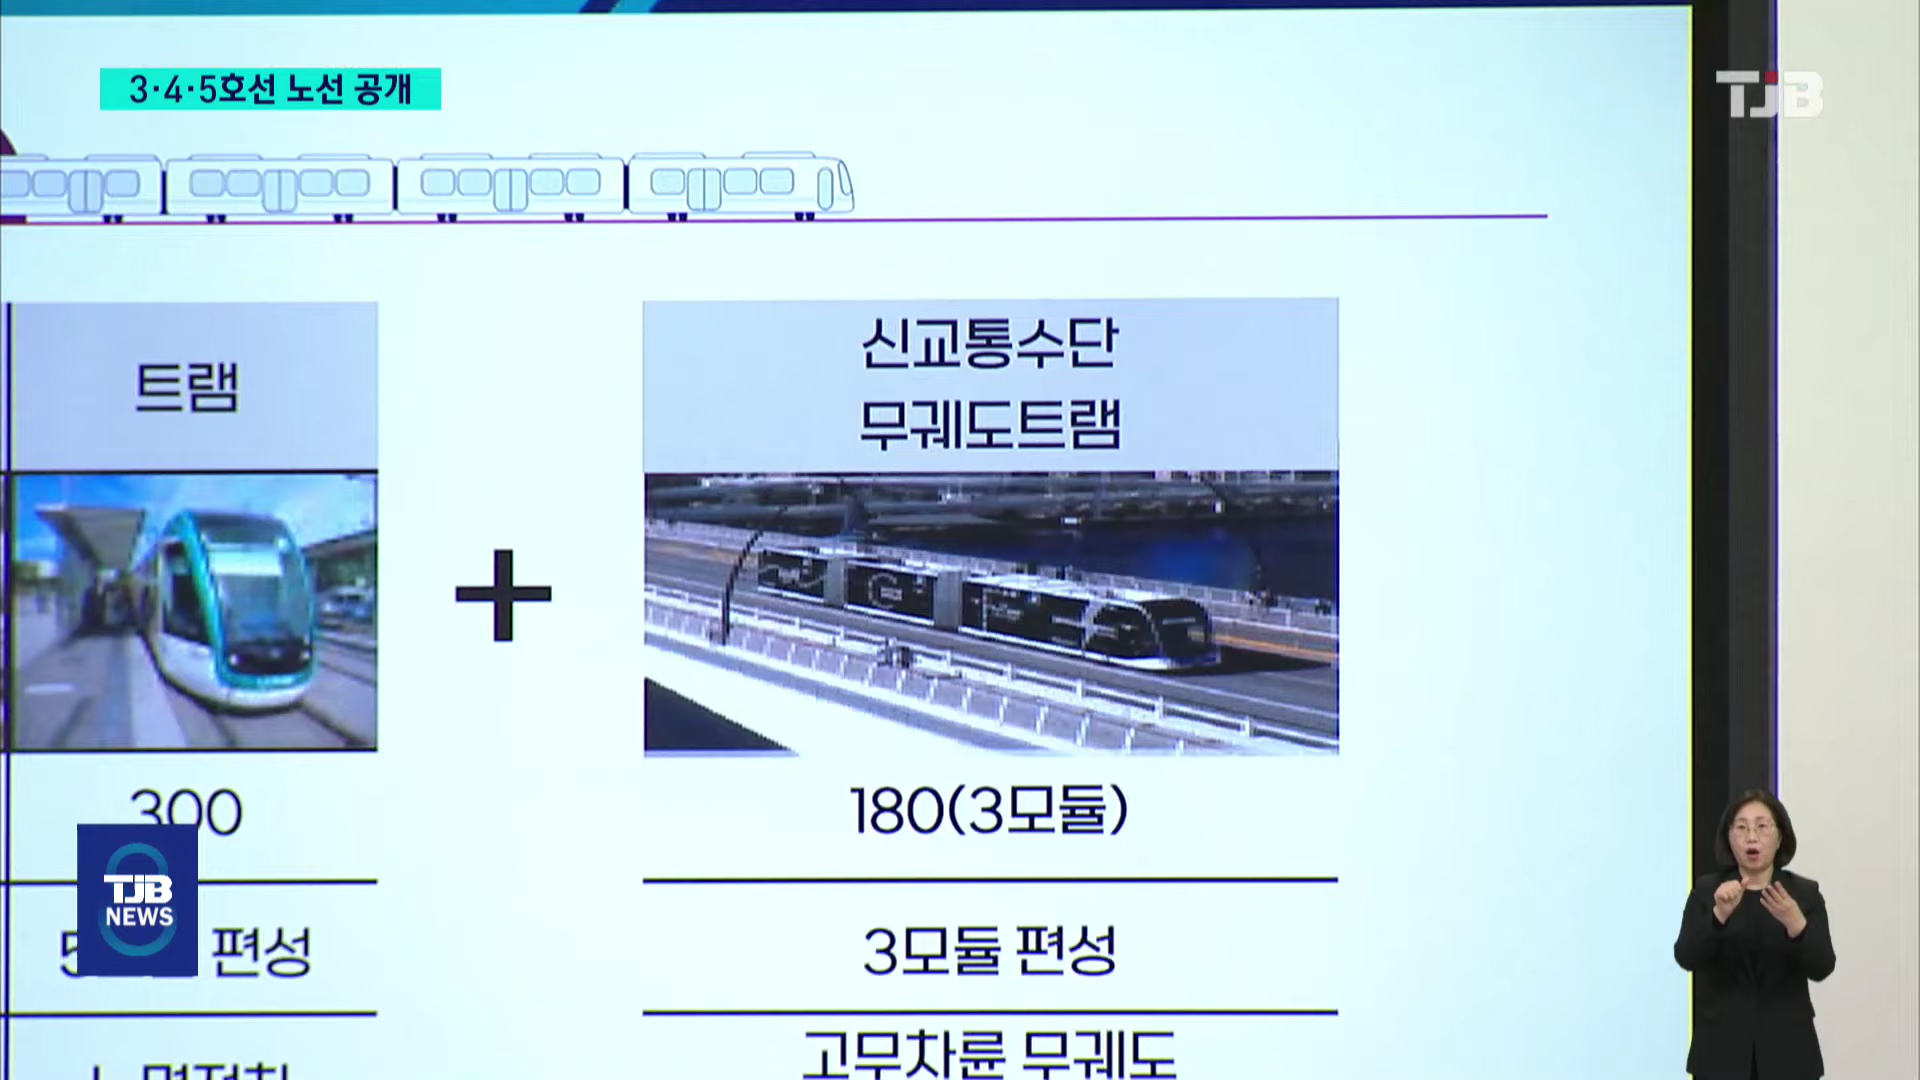 3·4·5호선 노선 공개
TJB
트램
신교통수단
무궤도트램
+
300
180(3모듈)
TJB
NEWS
편성
3모듈 편성
고무차륜 무궤도